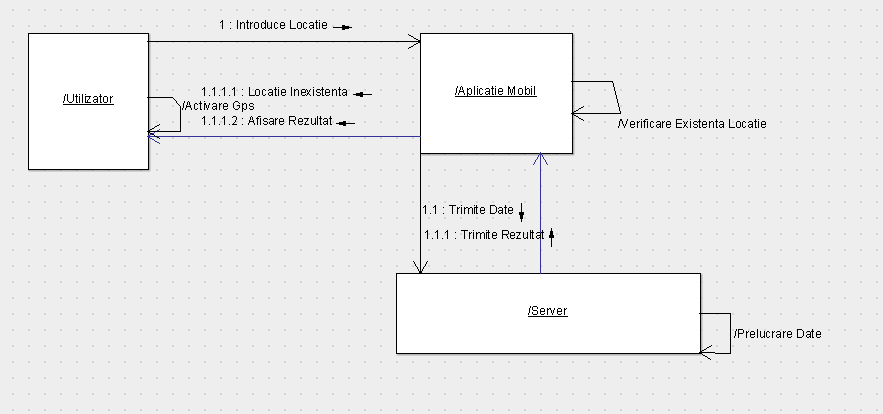 1 : Introduce Locatie
/Utilizator
1.1.1.1 : Locatie Inexistenta
/Activare Gps
1.1.1.2 : Afisare Rezultat
/Aplicatie Mobil
/Verificare Existenta Locatie
1.1 : Trimite Date
1.1.1 : Trimite Rezultat
/Server
/Prelucrare Date